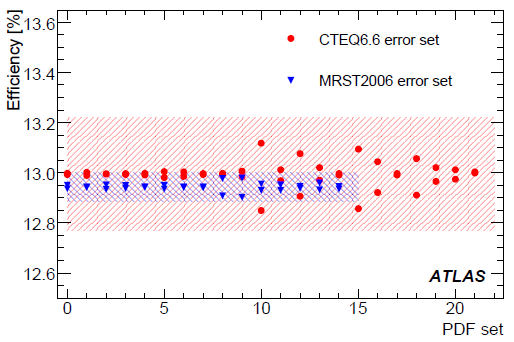 Efficiency [%]
13.6
13.4
13.2
13.0
12.8
12.6
CTEQ6.6 error set
MRST2006 error set
ATLAS
0 5 10 15 20
PDF set